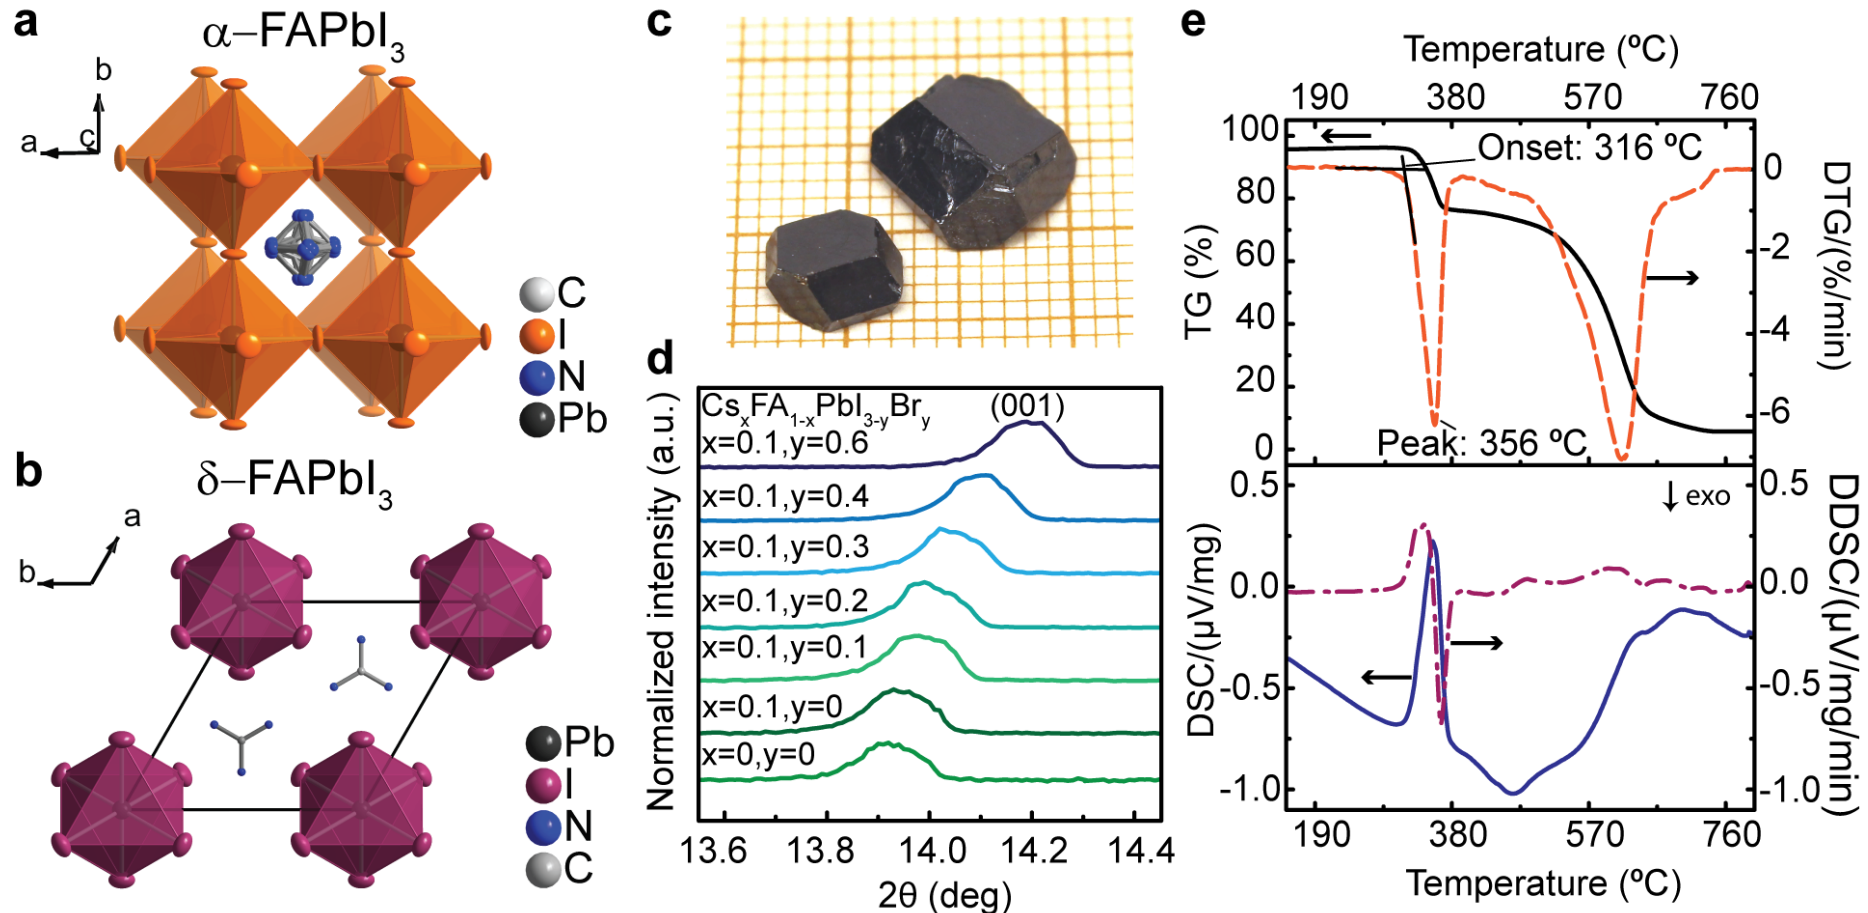 a
α–FAPbI3
b
a
c
C
I
N
Pb
b
δ–FAPbI3
a
b
Pb
I
N
C
c
d
CsxFA1-xPbI3-yBry
(001)
x=0.1,y=0.6
x=0.1,y=0.4
x=0.1,y=0.3
x=0.1,y=0.2
x=0.1,y=0.1
x=0.1,y=0
x=0,y=0
Normalized intensity (a.u.)
13.6 13.8 14.0 14.2 14.4
2θ (deg)
e
Temperature (ºC)
190 380 570 760
100
80
60
40
20
0
TG (%)
Onset: 316 ºC
Peak: 356 ºC
0
-2
-4
-6
DTG/(%/min)
0.5
0.0
-0.5
-1.0
DSC/(μV/mg)
↓ exo
0.5
0.0
-0.5
-1.0
DDSC/(μV/mg/min)
190 380 570 760
Temperature (ºC)